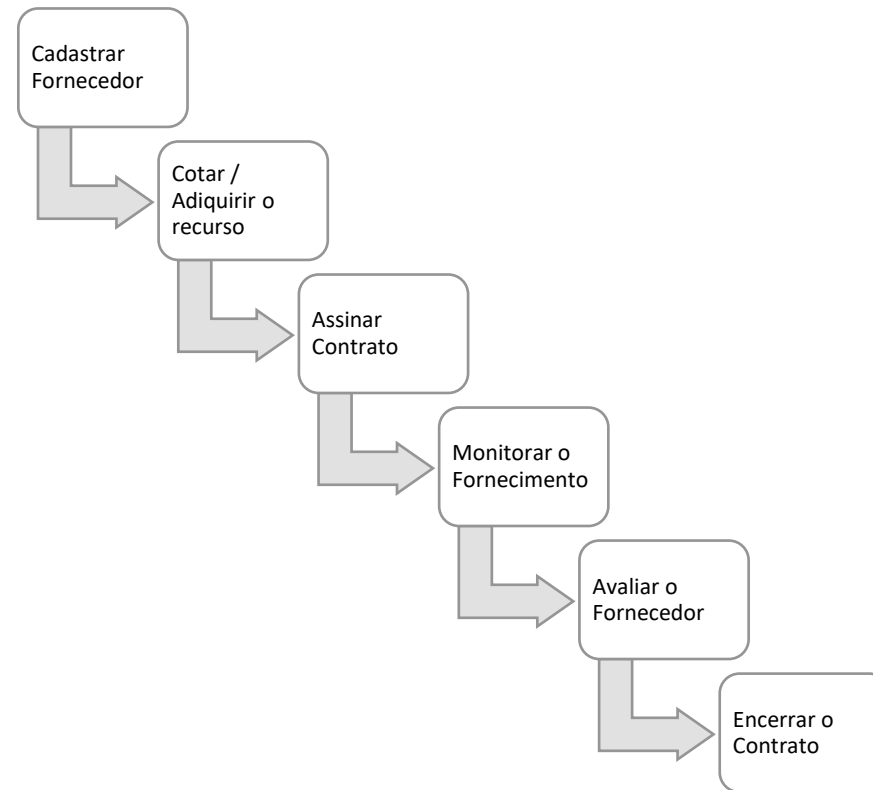 Cadastrar
Fornecedor
Cotar /
Adiquirir o
recurso
Assinar
Contrato
Monitorar o
Fornecimento
Avaliar o
Fornecedor
Encerrar o
Contrato